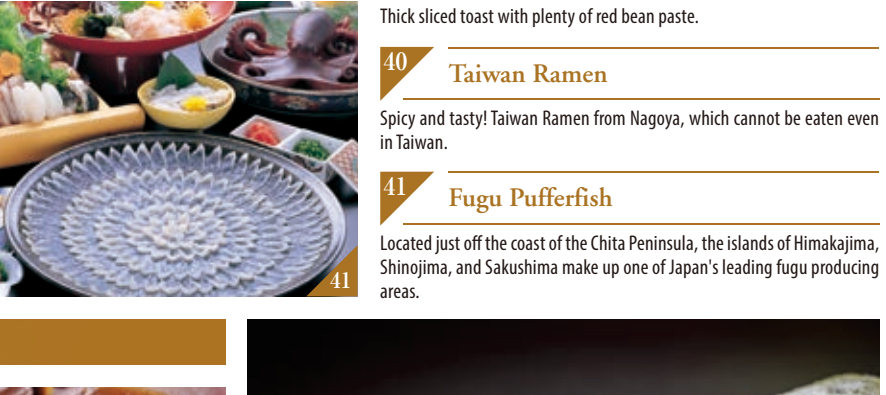 Thick sliced toast with plenty of red bean paste.
40
Taiwan Ramen
Spicy and tasty! Taiwan Ramen from Nagoya, which cannot be eaten even
in Taiwan.
41
Fugu Pufferfish
Located just off the coast of the Chita Peninsula, the islands of Himakajima,
Shinojima, and Sakushima make up one of Japan's leading fugu producing
areas.
41